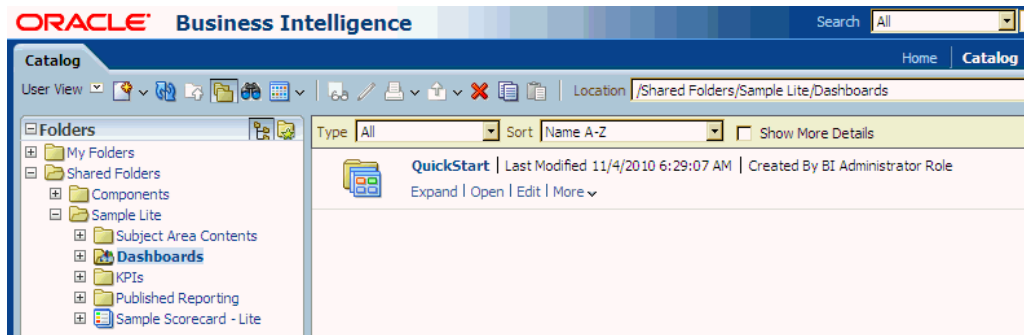 ORACLE Business Intelligence Search All
Catalog Home Catalog
User View Location /Shared Folders/Sample Lite/Dashboards
Folders Type All Sort Name A-Z Show More Details
My Folders
Shared Folders
Components
Sample Lite
Subject Area Contents
Dashboards
KPIs
Published Reporting
Sample Scorecard - Lite
QuickStart | Last Modified 11/4/2010 6:29:07 AM | Created By BI Administrator Role
Expand | Open | Edit | More